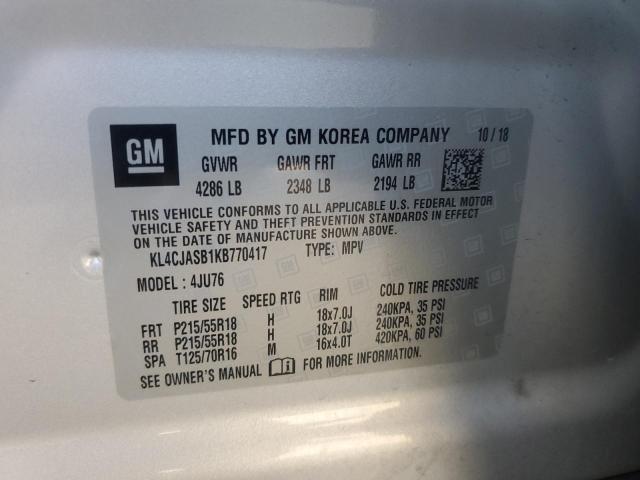 GM MFD BY GM KOREA COMPANY 10/18
GVWR GAWR FRT GAWR RR
4286 LB 2348 LB 2194 LB
THIS VEHICLE CONFORMS TO ALL APPLICABLE U.S. FEDERAL MOTOR
VEHICLE SAFETY AND THEFT PREVENTION STANDARDS IN EFFECT
ON THE DATE OF MANUFACTURE SHOWN ABOVE.
KL4CJASB1KB770417 TYPE: MPV
MODEL : 4JU76
TIRE SIZE SPEED RTG RIM COLD TIRE PRESSURE
FRT P215/55R18 H 18x7.0J 240KPA, 35 PSI
RR P215/55R18 H 18x7.0J 240KPA, 35 PSI
SPA T125/70R16 M 16x4.0T 420KPA, 60 PSI
SEE OWNER'S MANUAL FOR MORE INFORMATION.